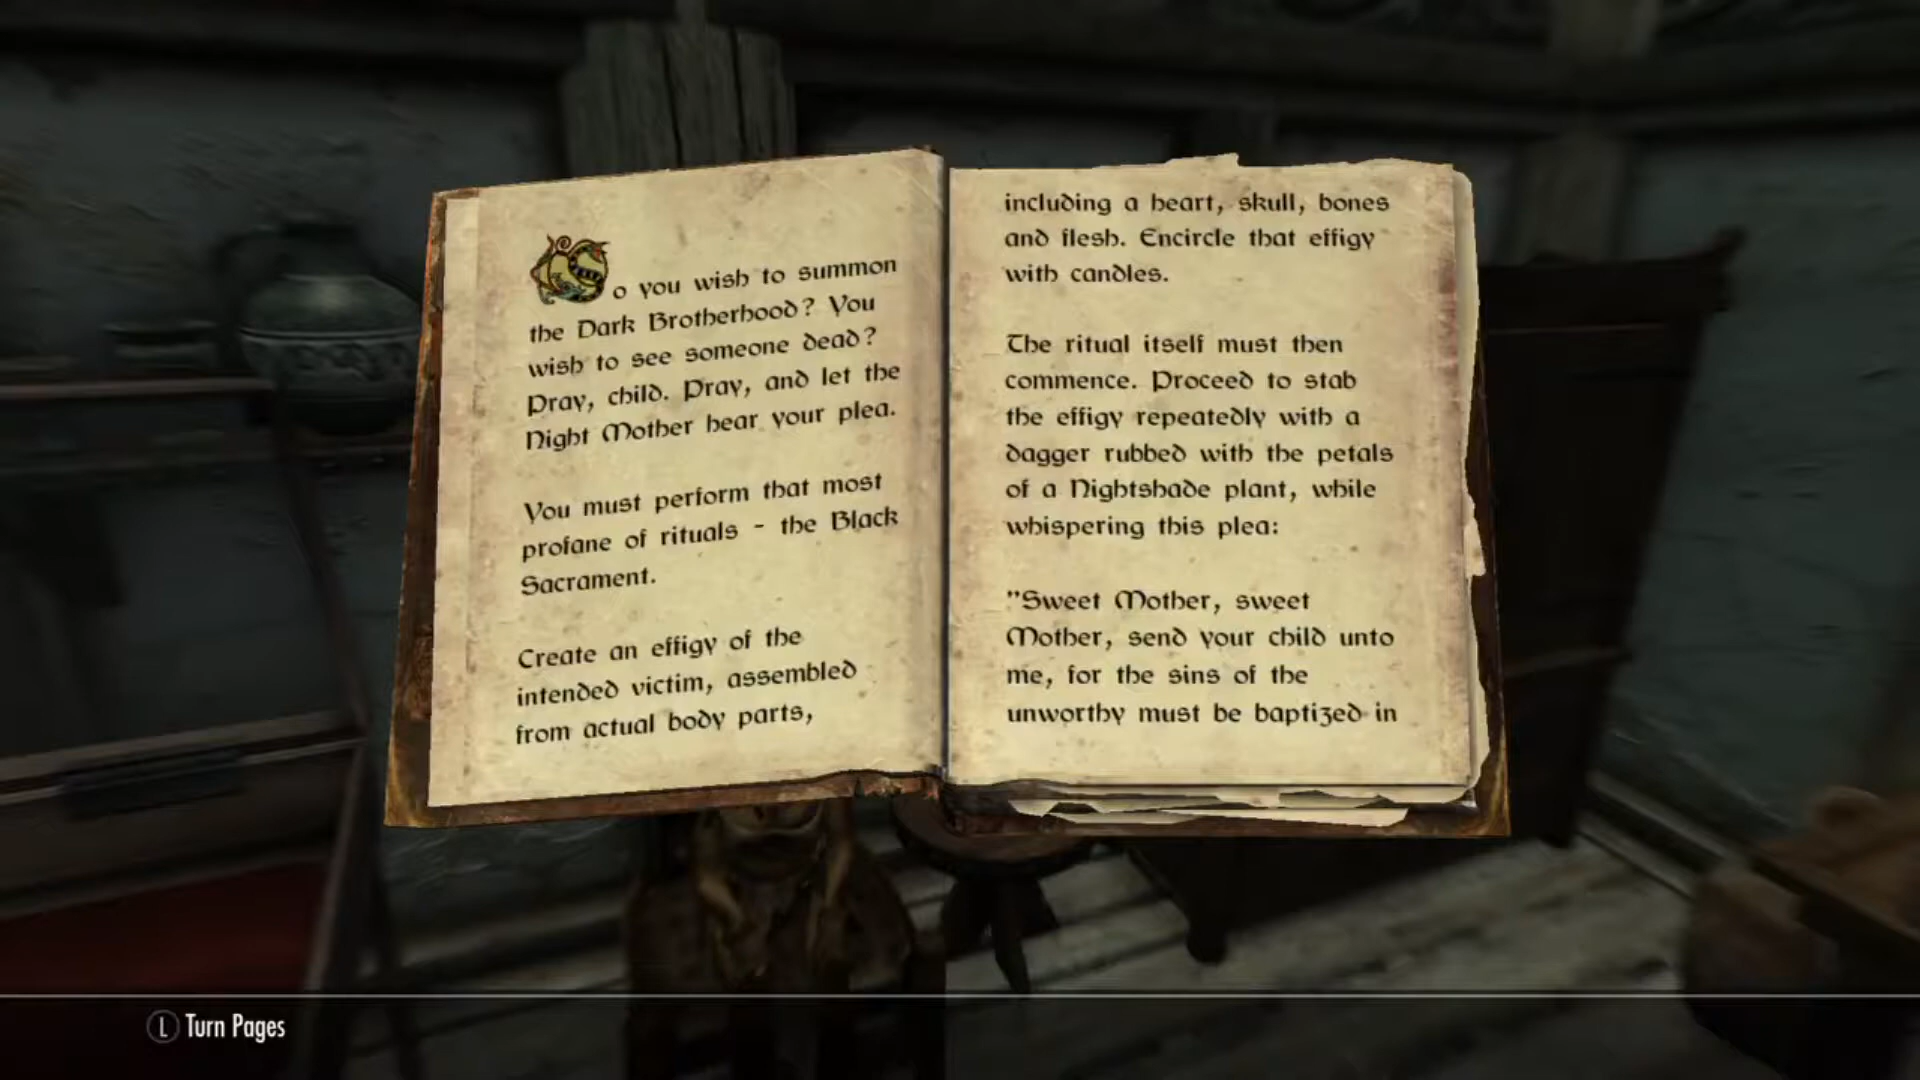 So you wish to summon
the Dark Brotherhood? You
wish to see someone dead?
Pray, child. Pray, and let the
Night Mother hear your plea.
You must perform that most
profane of rituals - the Black
Sacrament.
Create an effigy of the
intended victim, assembled
from actual body parts,
including a heart, skull, bones
and flesh. Encircle that effigy
with candles.
The ritual itself must then
commence. Proceed to stab
the effigy repeatedly with a
dagger rubbed with the petals
of a Nightshade plant, while
whispering this plea:
"Sweet Mother, sweet
Mother, send your child unto
me, for the sins of the
unworthy must be baptized in
L Turn Pages